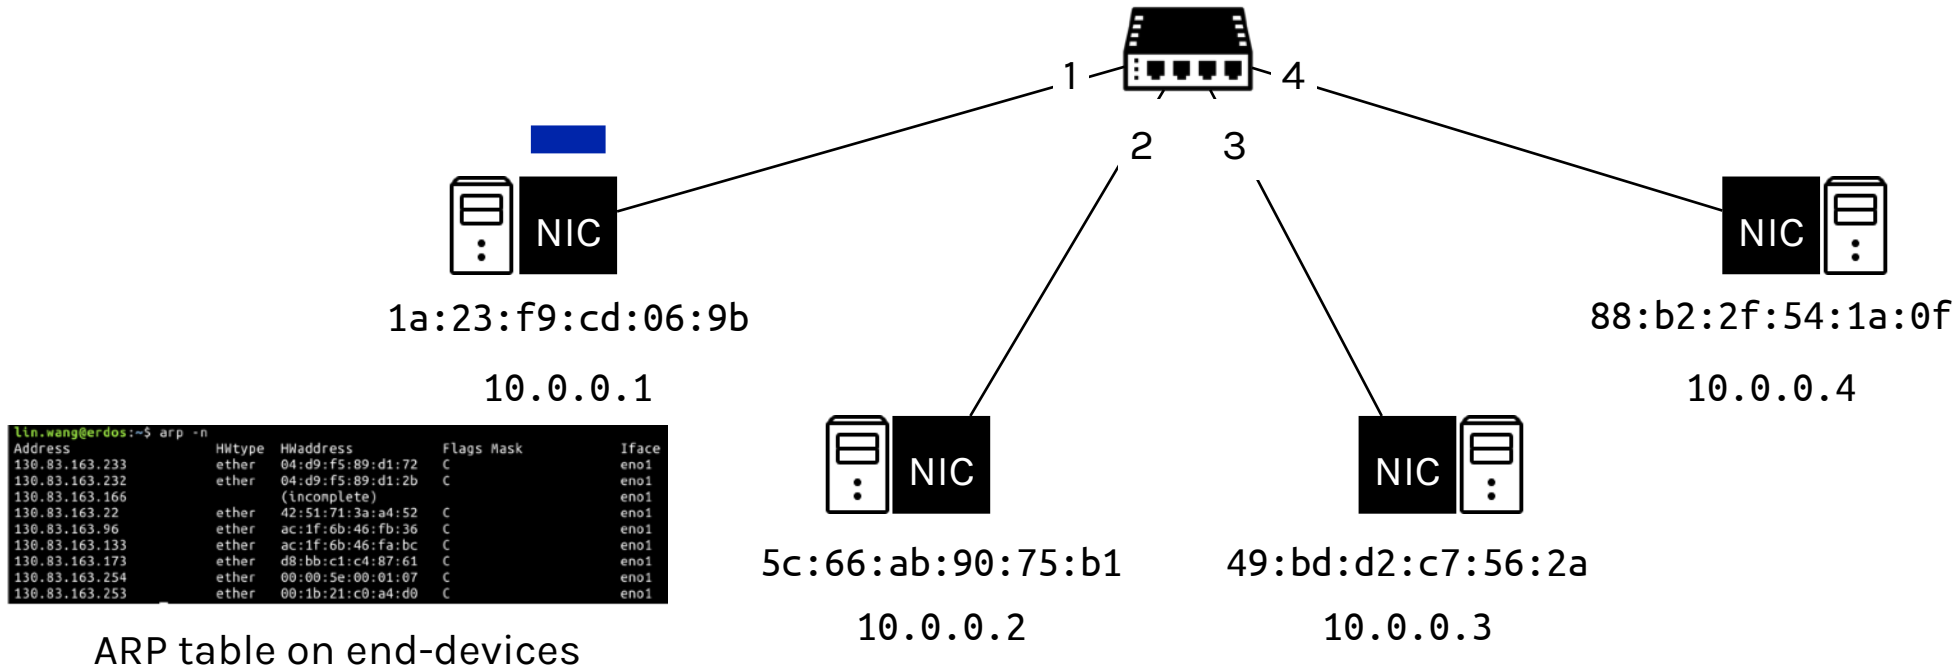 1
4
2
3
NIC
NIC
1a:23:f9:cd:06:9b
88:b2:2f:54:1a:0f
10.0.0.1
10.0.0.4
lin.wang@erdos:~$ arp -n
Address HWtype HWaddress Flags Mask Iface
130.83.163.233 ether 04:d9:f5:89:d1:72 C eno1
130.83.163.232 ether 04:d9:f5:89:d1:2b C eno1
130.83.163.166 (incomplete) eno1
130.83.163.22 ether 42:51:71:3a:a4:52 C eno1
130.83.163.96 ether ac:1f:6b:46:fb:36 C eno1
130.83.163.133 ether ac:1f:6b:46:fa:bc C eno1
130.83.163.173 ether d8:bb:c1:c4:87:61 C eno1
130.83.163.254 ether 00:00:5e:00:01:07 C eno1
130.83.163.253 ether 00:1b:21:c0:a4:d0 C eno1
NIC
NIC
5c:66:ab:90:75:b1
49:bd:d2:c7:56:2a
10.0.0.2
10.0.0.3
ARP table on end-devices